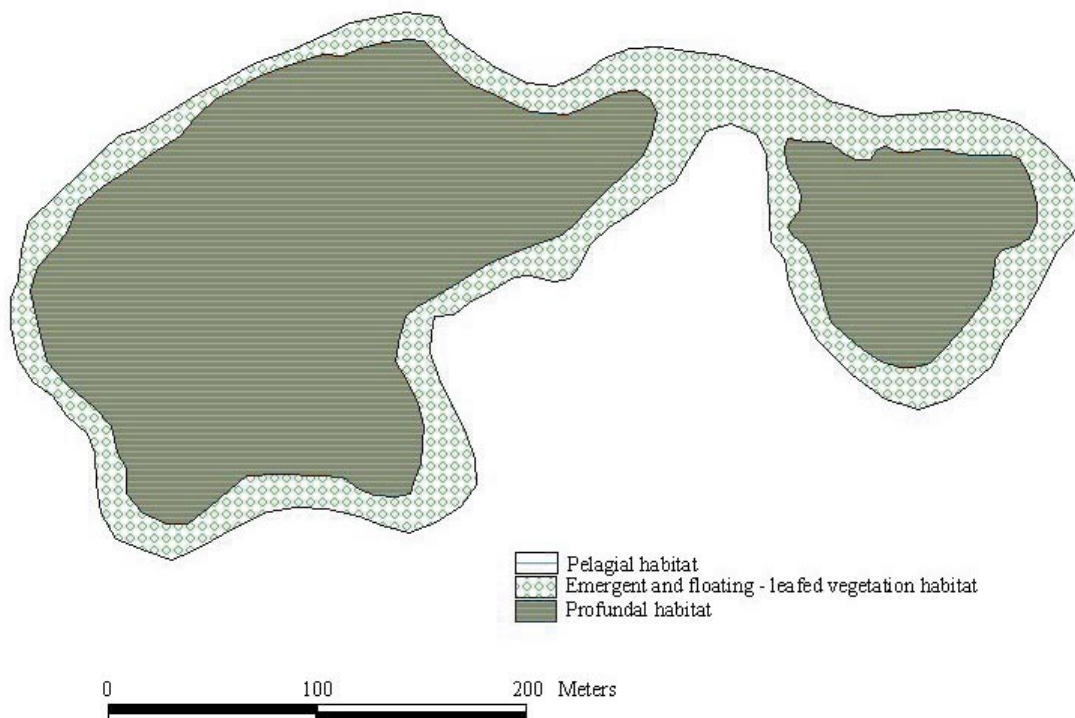 Pelagial habitat
Emergent and floating - leafed vegetation habitat
Profundal habitat
0 100 200 Meters